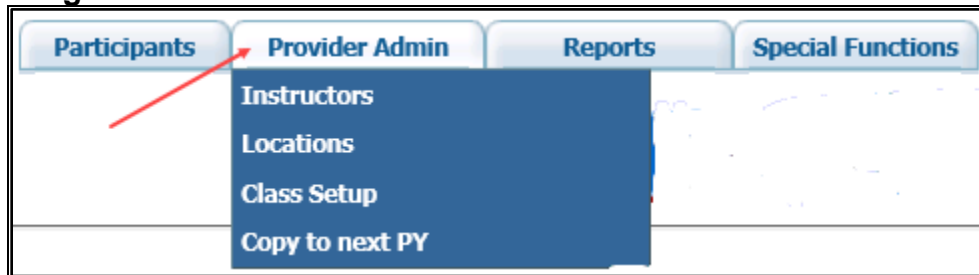 Participants Provider Admin Reports Special Functions
Instructors
Locations
Class Setup
Copy to next PY